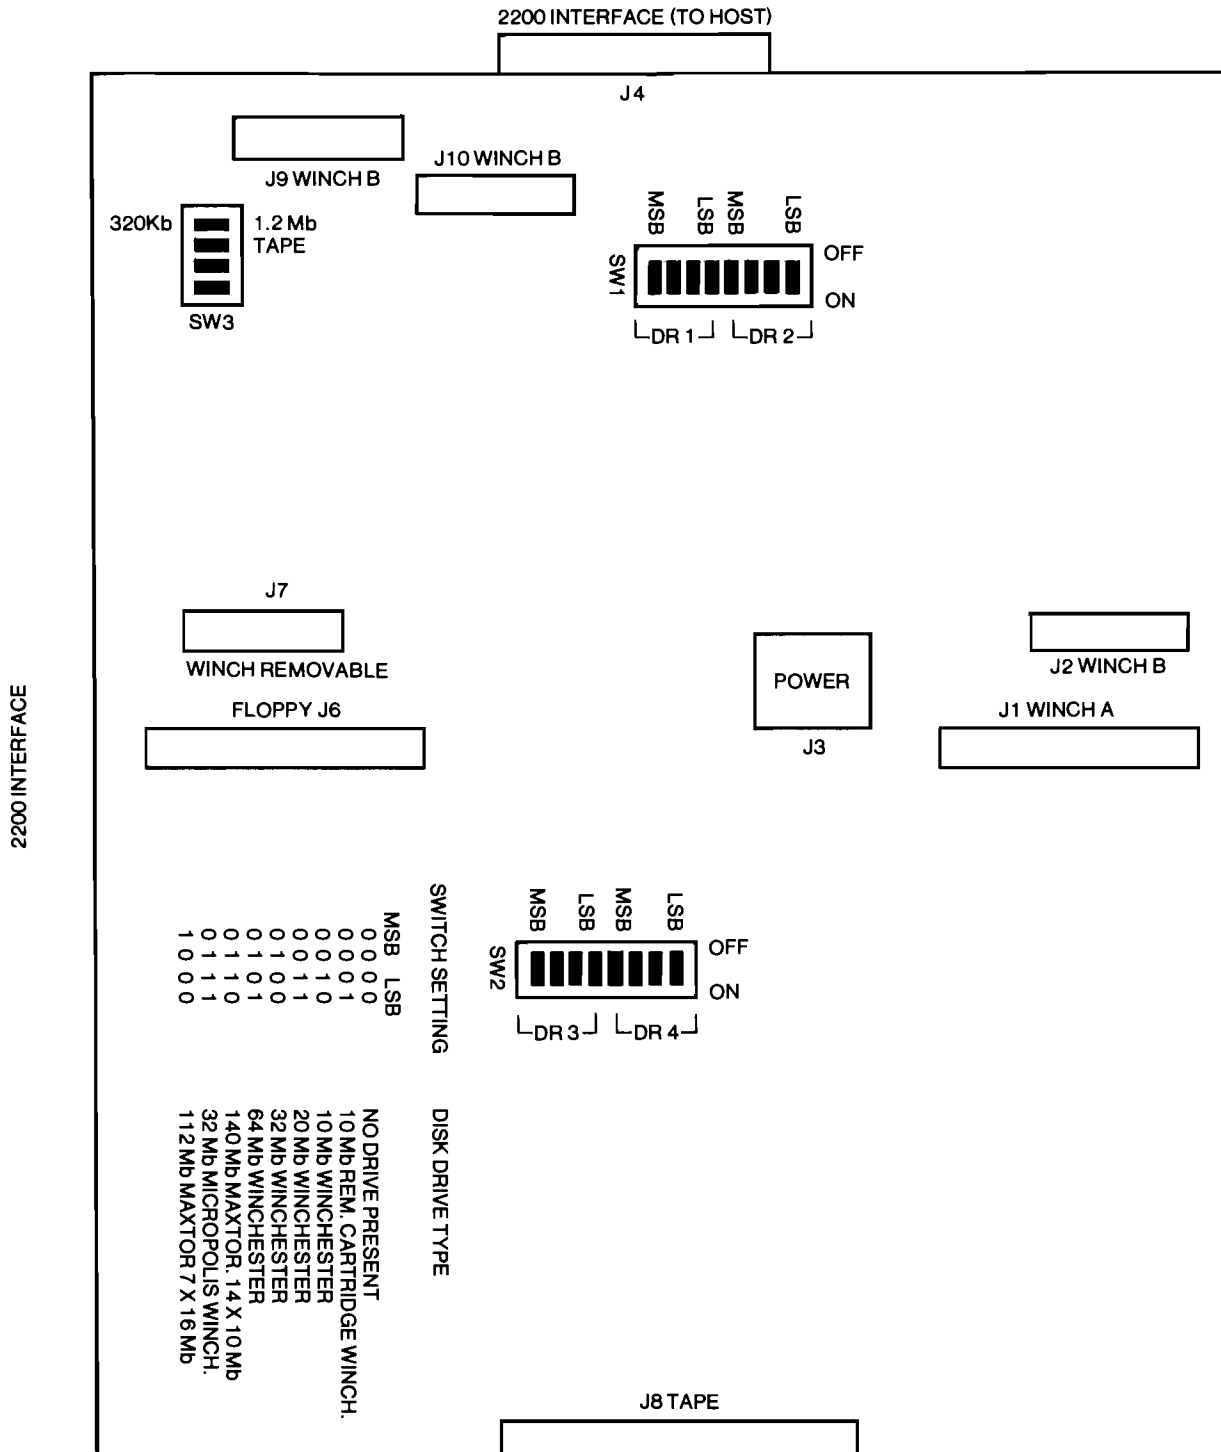 2200 INTERFACE (TO HOST)
J4
J9 WINCH B
J10 WINCH B
320Kb
1.2 Mb
TAPE
SW3
MSB
LSB
MSB
LSB
SW1
OFF
ON
DR 1
DR 2
J7
WINCH REMOVABLE
FLOPPY J6
POWER
J3
J2 WINCH B
J1 WINCH A
2200 INTERFACE
MSB
LSB
MSB
LSB
SW2
OFF
ON
DR 3
DR 4
SWITCH SETTING DISK DRIVE TYPE
MSB LSB
0 0 0 0 NO DRIVE PRESENT
0 0 0 1 10 Mb REM. CARTRIDGE WINCH.
0 0 1 0 10 Mb WINCHESTER
0 0 1 1 20 Mb WINCHESTER
0 1 0 0 32 Mb WINCHESTER
0 1 0 1 64 Mb WINCHESTER
0 1 1 0 140 Mb MAXTOR. 14 X 10 Mb
0 1 1 1 32 Mb MICROPOLIS WINCH.
1 0 0 0 112 Mb MAXTOR 7 X 16 Mb
J8 TAPE